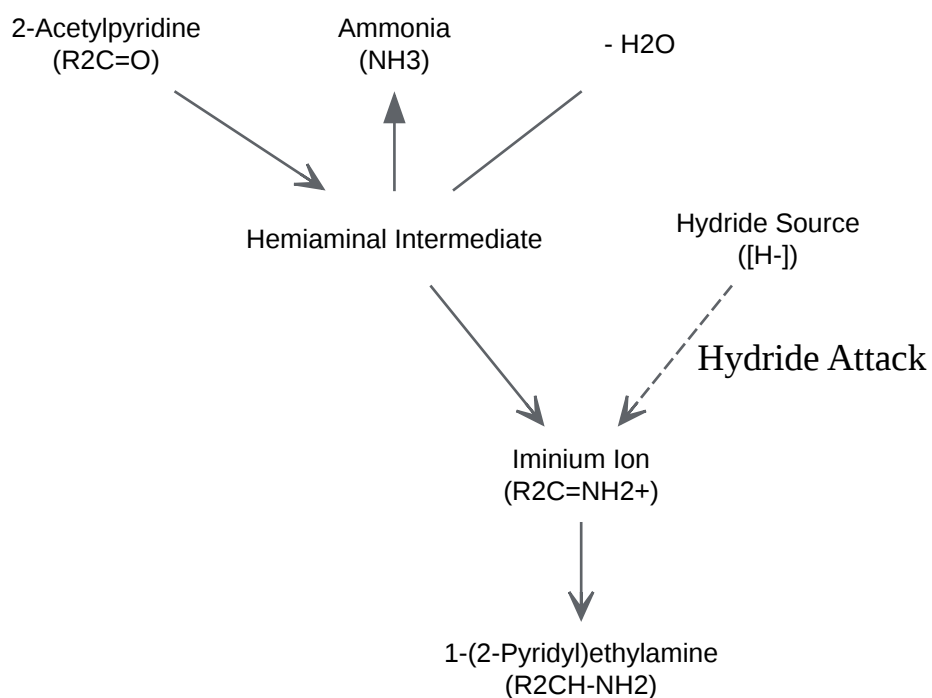 2-Acetylpyridine
(R2C=O)
Ammonia
(NH3)
- H2O
Hemiaminal Intermediate
Hydride Source
([H-])
Hydride Attack
Iminium Ion
(R2C=NH2+)
1-(2-Pyridyl)ethylamine
(R2CH-NH2)